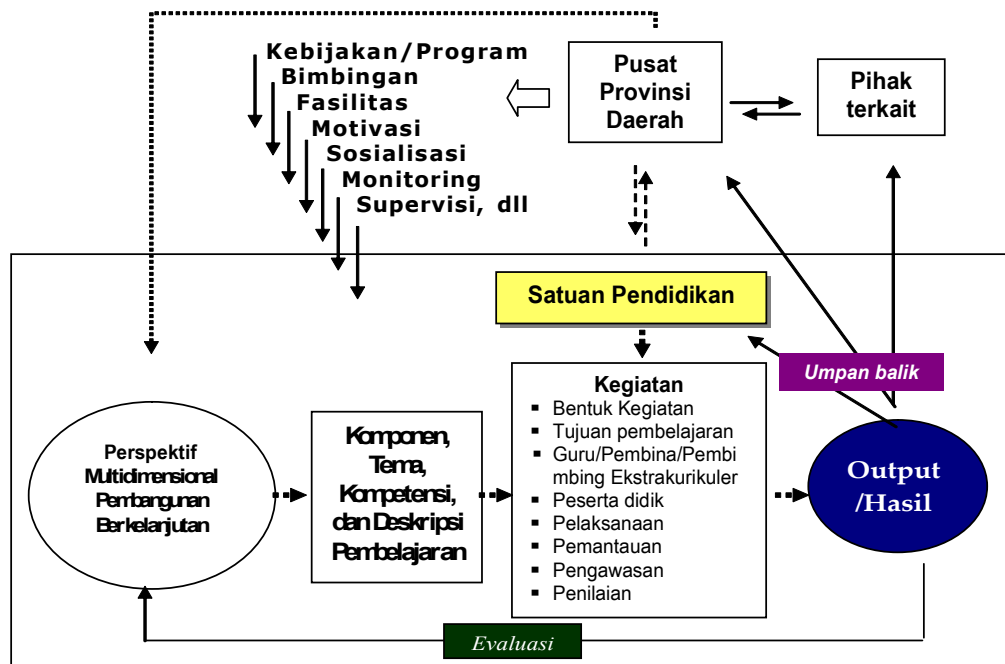 Kebijakan/Program
Bimbingan
Fasilitas
Motivasi
Sosialisasi
Monitoring
Supervisi, dll
Pusat
Provinsi
Daerah
Pihak
terkait
Satuan Pendidikan
Umpan balik
Perspektif
Multidimensional
Pembangunan
Berkelanjutan
Komponen,
Tema,
Kompetensi,
dan Deskripsi
Pembelajaran
Kegiatan
▪ Bentuk Kegiatan
▪ Tujuan pembelajaran
▪ Guru/Pembina/Pembi
mbing Ekstrakurikuler
▪ Peserta didik
▪ Pelaksanaan
▪ Pemantauan
▪ Pengawasan
▪ Penilaian
Output
/Hasil
Evaluasi